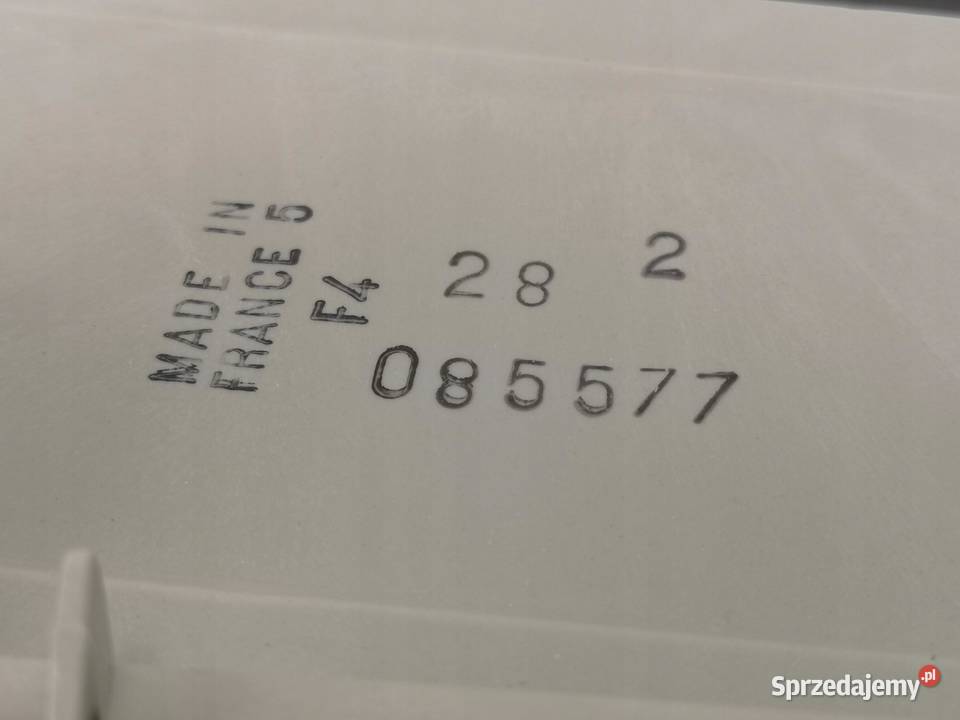 MADE IN
FRANCE 5
F4
28 2
085577
Sprzedajemy.pl